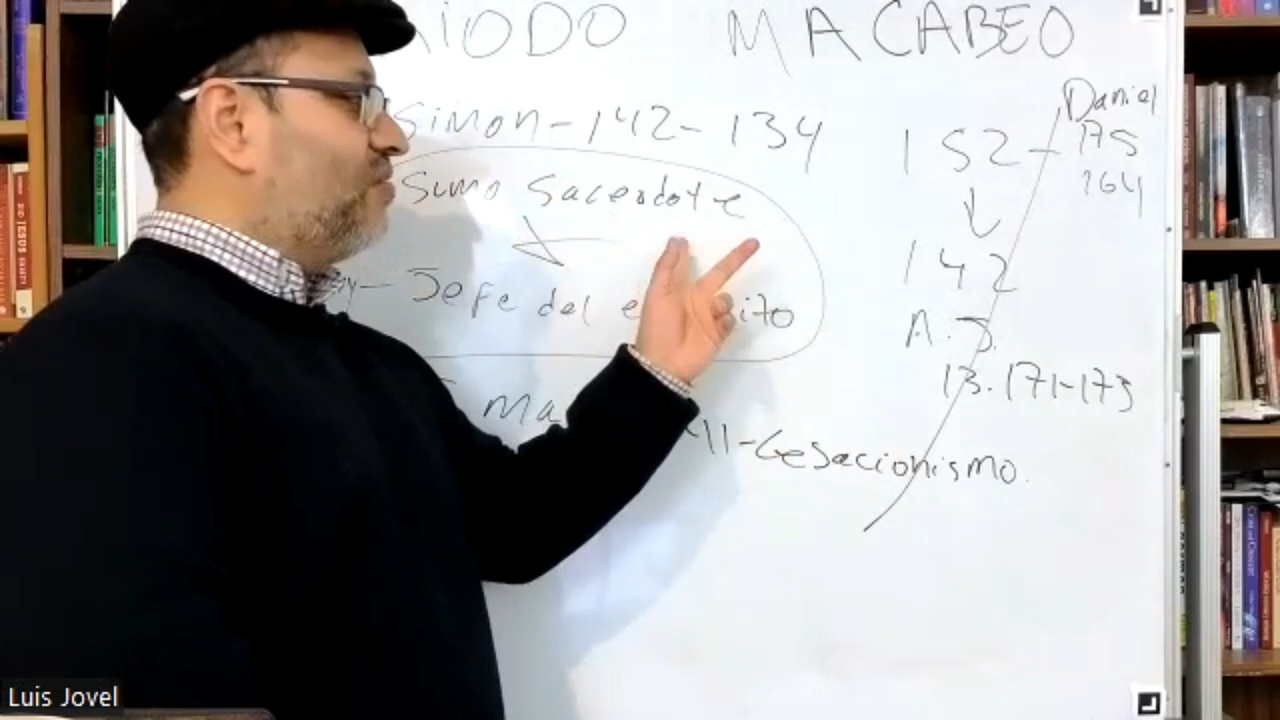 IODO MACABEO
Simon - 142 - 134
Sumo Sacerdote
Jefe del e ito
Ma
41 - Cesacionismo.
Daniel
175
164
152
142
A.J.
13.171-173
Luis Jovel